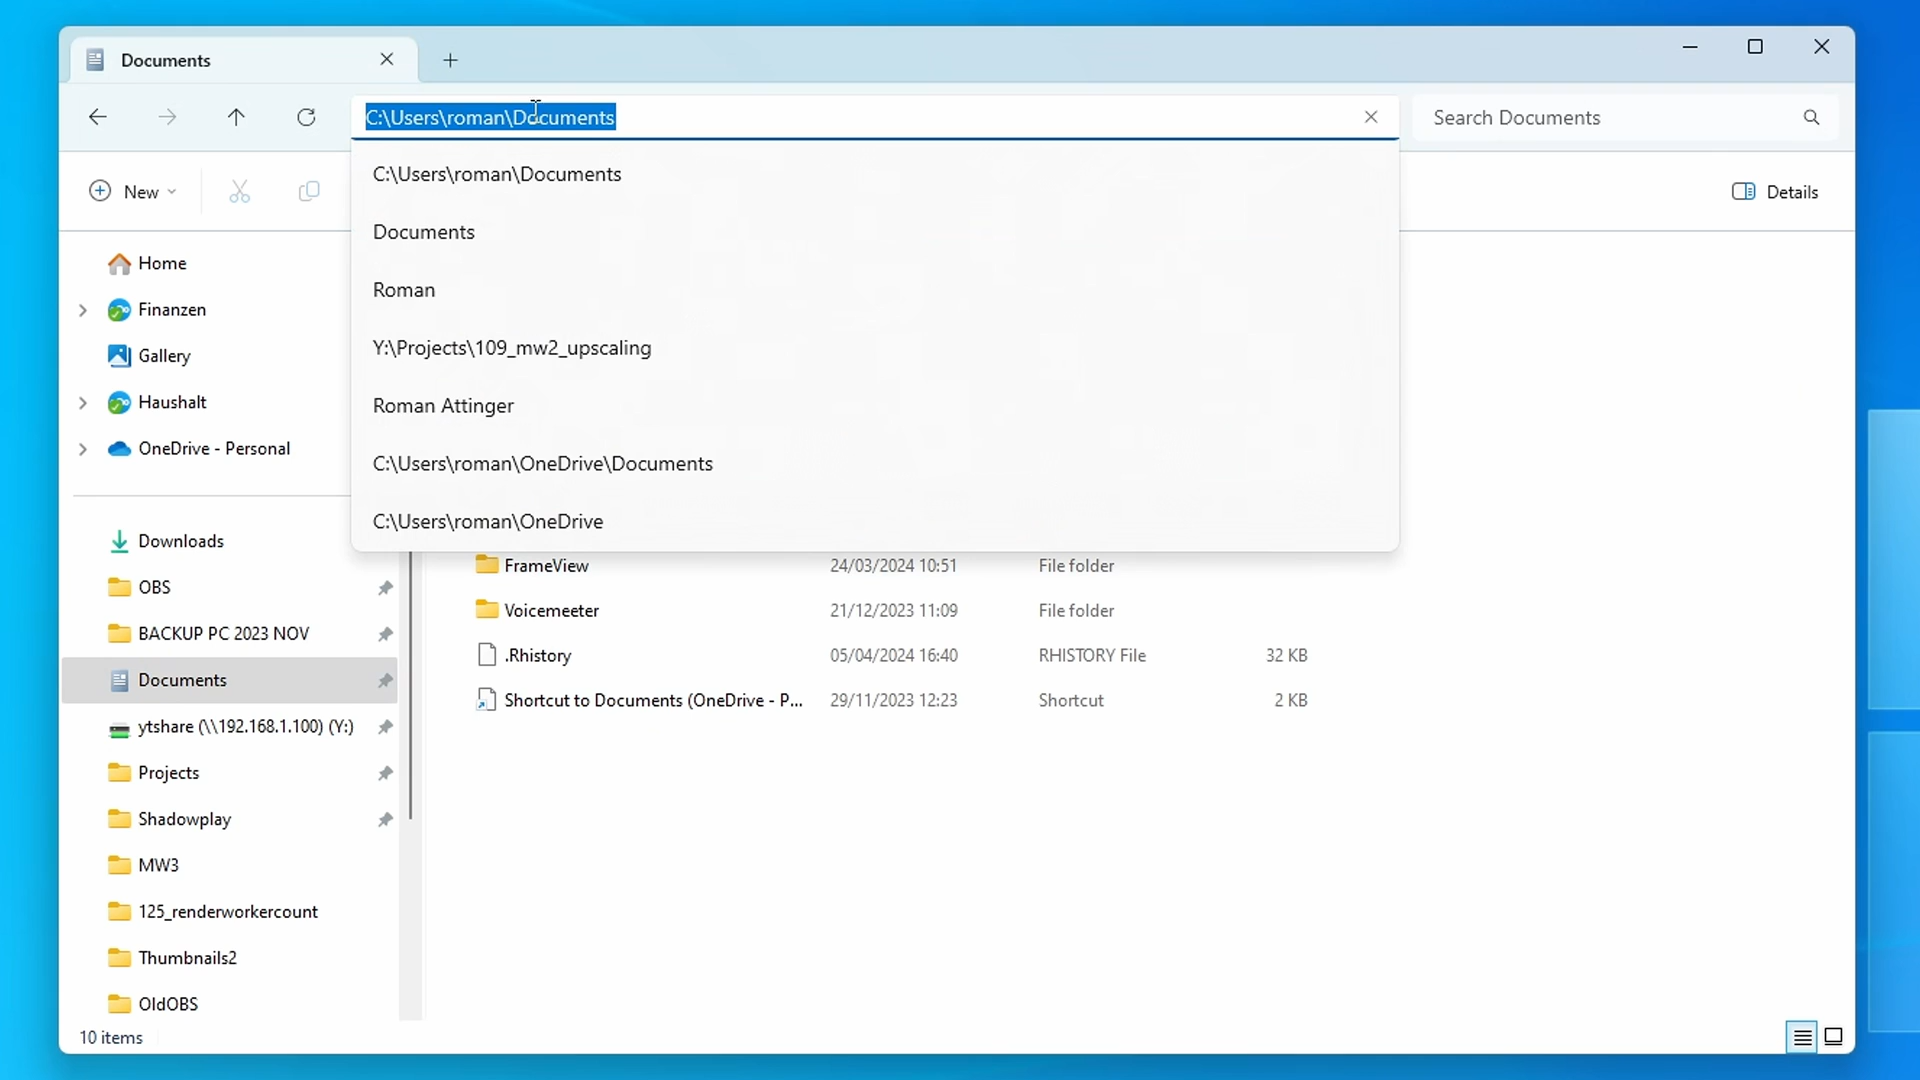 Documents
C:\Users\roman\Documents
Search Documents
New
Details
C:\Users\roman\Documents
Documents
Roman
Y:\Projects\109_mw2_upscaling
Roman Attinger
C:\Users\roman\OneDrive\Documents
C:\Users\roman\OneDrive
Home
Finanzen
Gallery
Haushalt
OneDrive - Personal
Downloads
OBS
BACKUP PC 2023 NOV
Documents
ytshare (\\192.168.1.100) (Y:)
Projects
Shadowplay
MW3
125_renderworkercount
Thumbnails2
OldOBS
FrameView 24/03/2024 10:51 File folder
Voicemeeter 21/12/2023 11:09 File folder
.Rhistory 05/04/2024 16:40 RHISTORY File 32 KB
Shortcut to Documents (OneDrive - P... 29/11/2023 12:23 Shortcut 2 KB
10 items